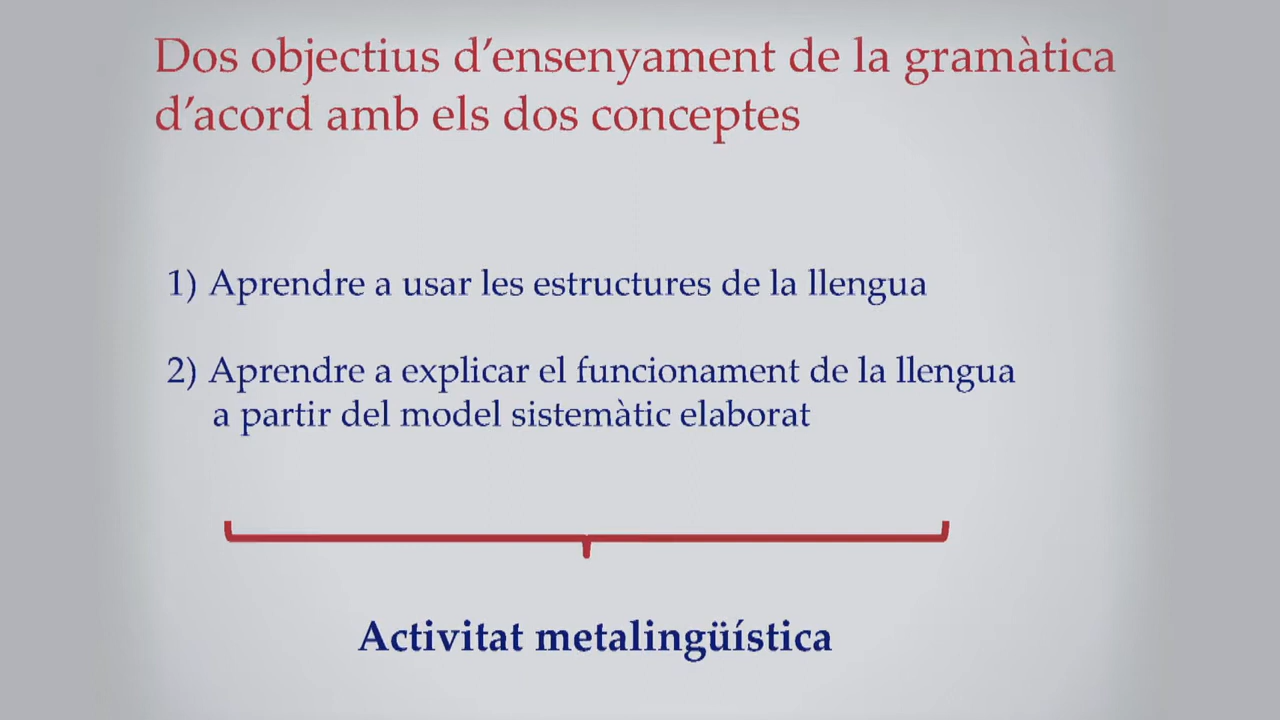 Dos objectius d’ensenyament de la gramàtica
d’acord amb els dos conceptes
1) Aprendre a usar les estructures de la llengua
2) Aprendre a explicar el funcionament de la llengua
a partir del model sistemàtic elaborat
Activitat metalingüística